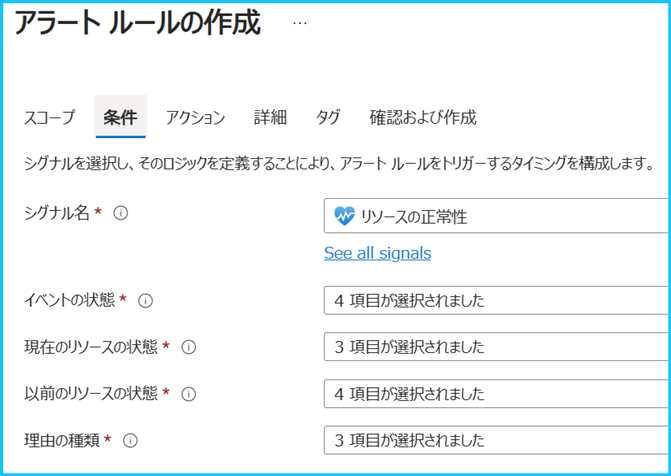 アラート ルールの作成 ...
スコープ 条件 アクション 詳細 タグ 確認および作成
シグナルを選択し、そのロジックを定義することにより、アラート ルールをトリガーするタイミングを構成します。
シグナル名 * リソースの正常性
See all signals
イベントの状態 * 4 項目が選択されました
現在のリソースの状態 * 3 項目が選択されました
以前のリソースの状態 * 4 項目が選択されました
理由の種類 * 3 項目が選択されました